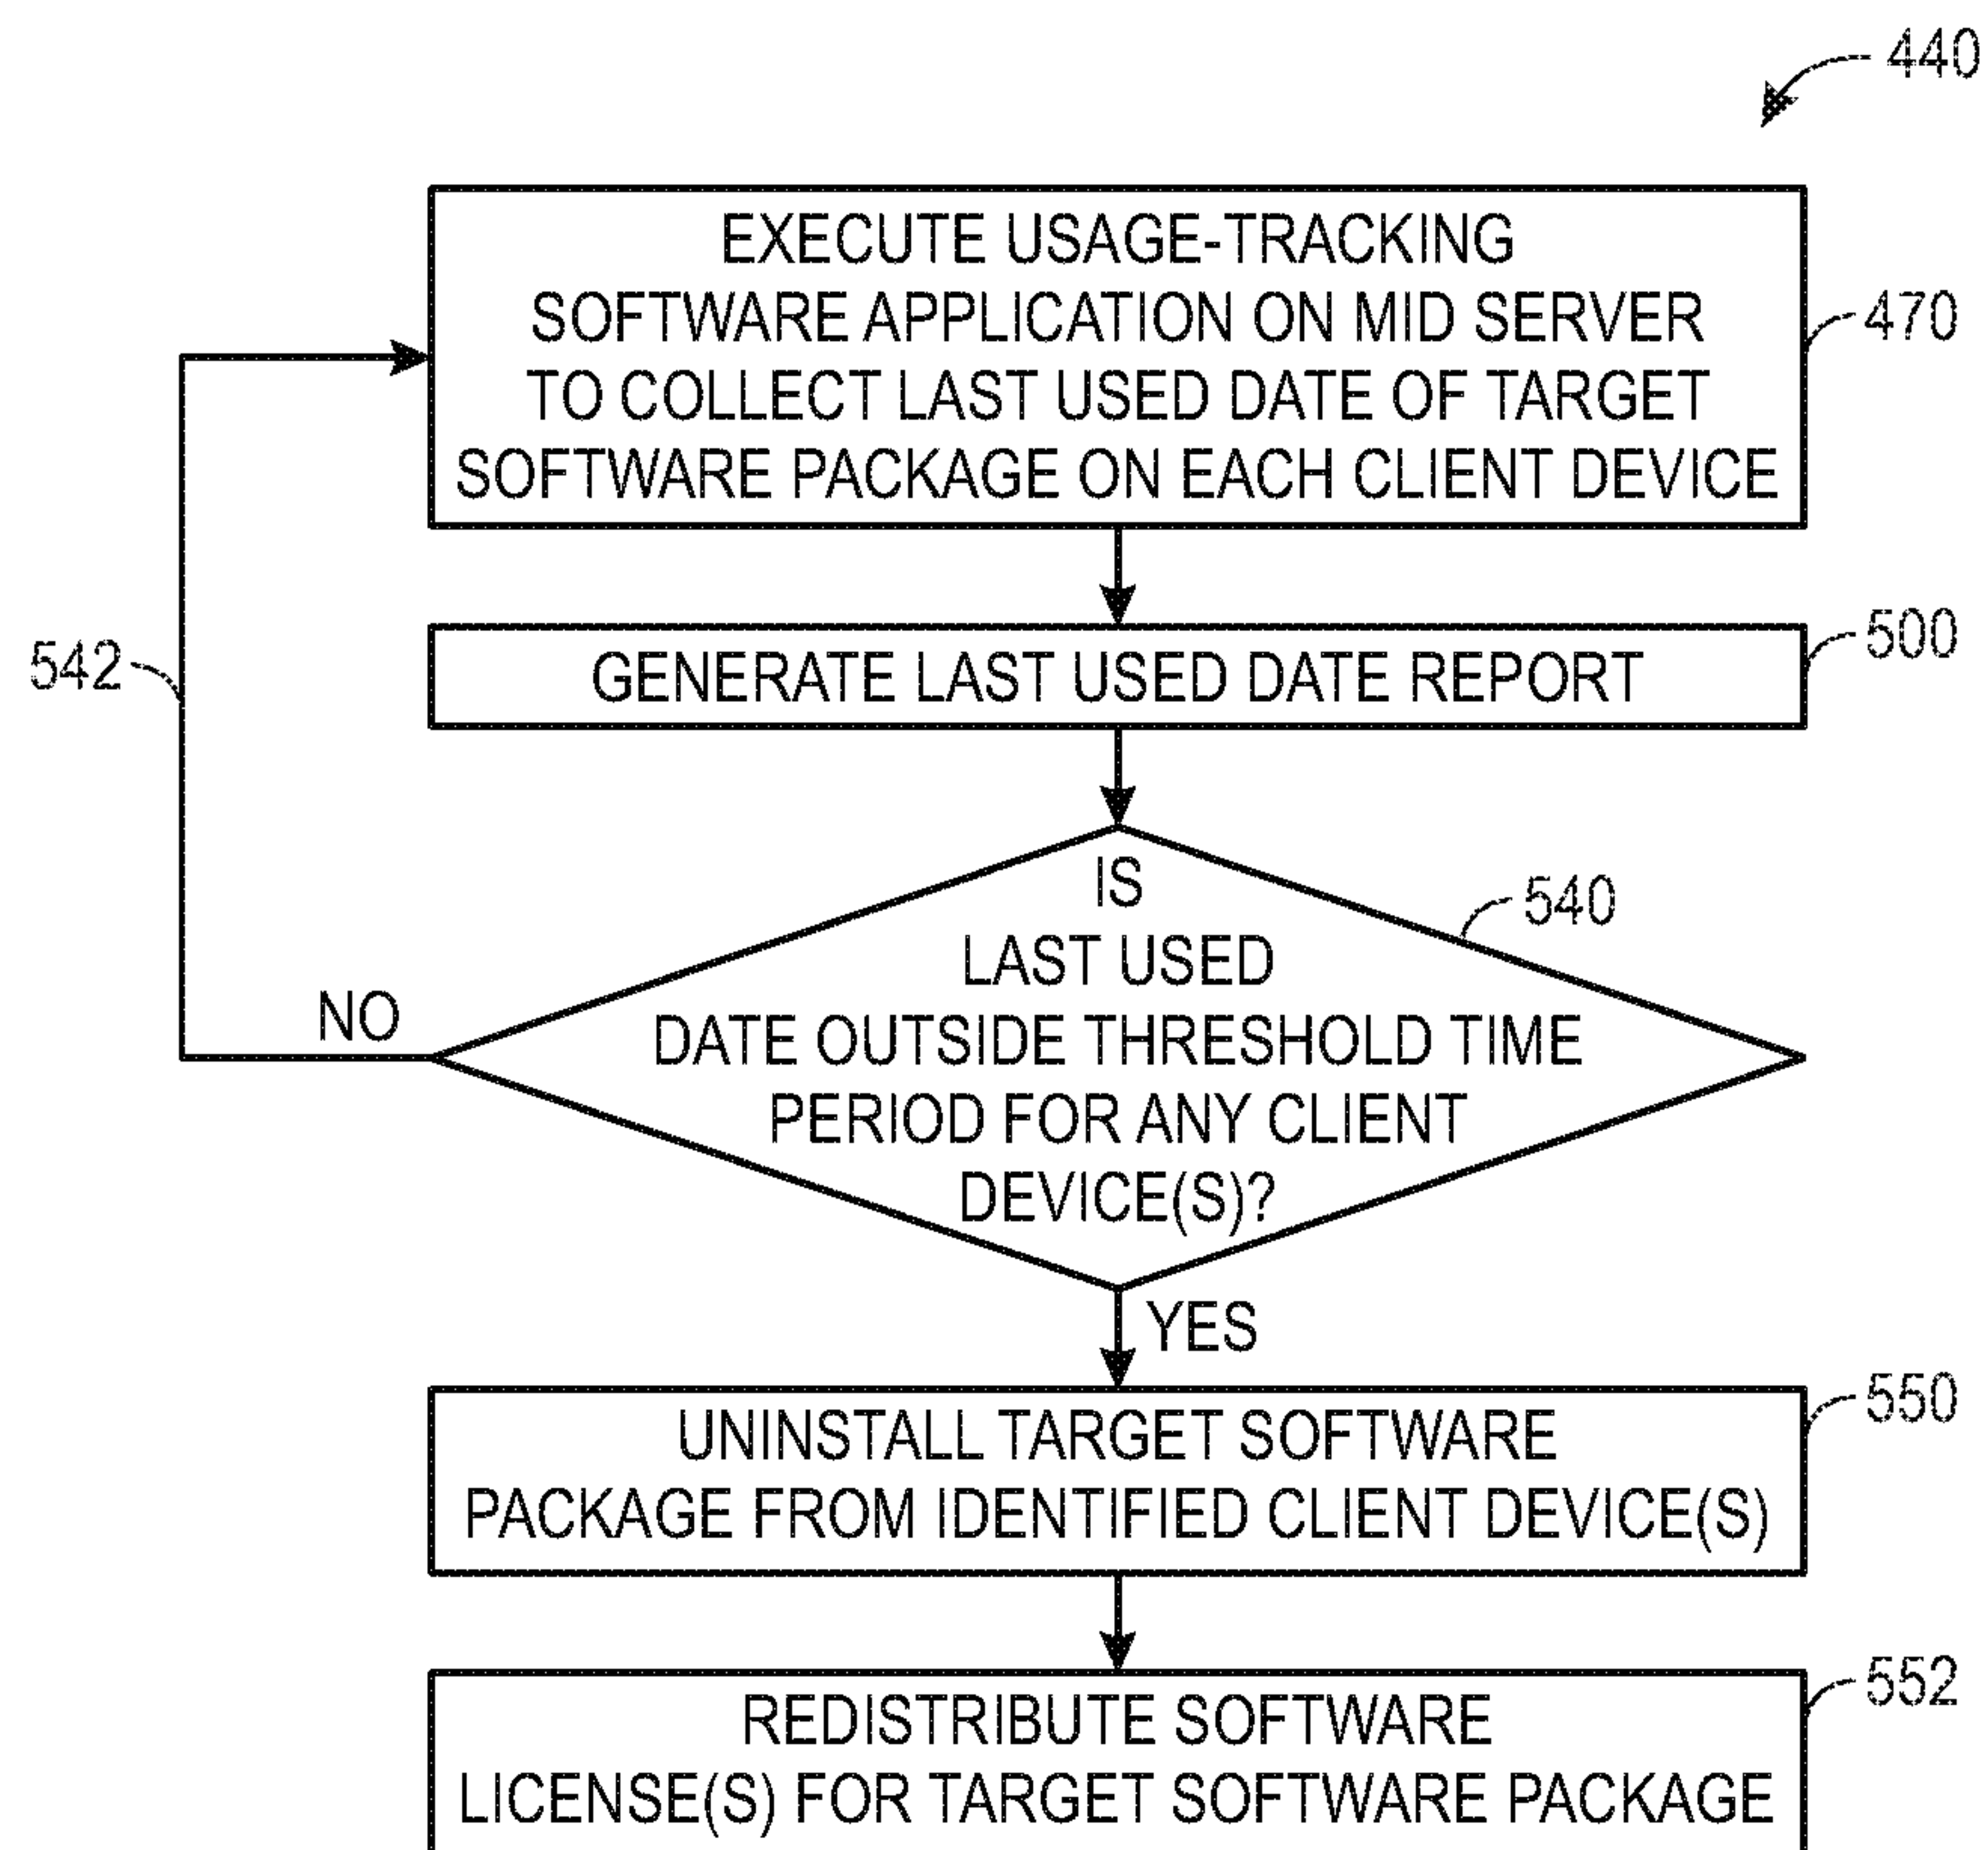 440
EXECUTE USAGE-TRACKING
SOFTWARE APPLICATION ON MID SERVER
TO COLLECT LAST USED DATE OF TARGET
SOFTWARE PACKAGE ON EACH CLIENT DEVICE
470
GENERATE LAST USED DATE REPORT
500
542
IS
LAST USED
DATE OUTSIDE THRESHOLD TIME
PERIOD FOR ANY CLIENT
DEVICE(S)?
540
NO
YES
UNINSTALL TARGET SOFTWARE
PACKAGE FROM IDENTIFIED CLIENT DEVICE(S)
550
REDISTRIBUTE SOFTWARE
LICENSE(S) FOR TARGET SOFTWARE PACKAGE
552